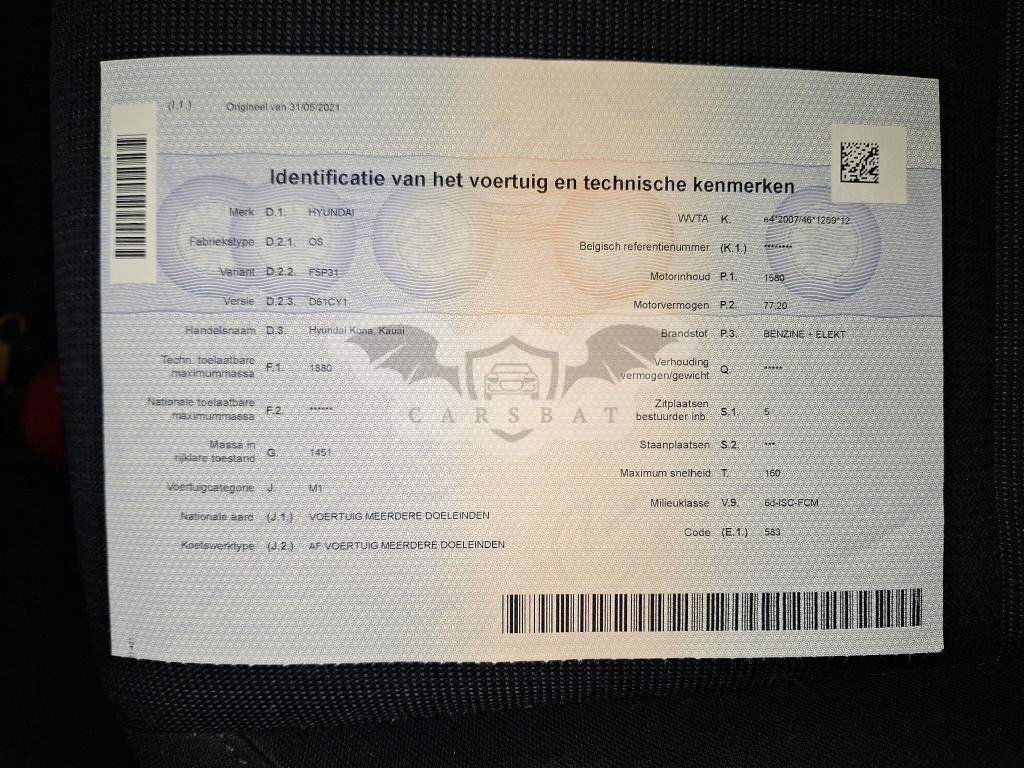 (I.1.) Origineel van 31/05/2021
Identificatie van het voertuig en technische kenmerken
Merk D.1. HYUNDAI
Fabriekstype D.2.1. OS
Variant D.2.2. F5P31
Versie D.2.3. D61CY1
Handelsnaam D.3. Hyundai Kona, Kauai
Techn. toelaatbare
maximummassa F.1. 1880
Nationale toelaatbare
maximummassa F.2. ******
Massa in
rijklare toestand G. 1451
Voertuigcategorie J. M1
Nationale aard (J.1.) VOERTUIG MEERDERE DOELEINDEN
Koetswerktype (J.2.) AF VOERTUIG MEERDERE DOELEINDEN
WVTA K. e4*2007/46*1259*12
Belgisch referentienummer (K.1.) ********
Motorinhoud P.1. 1580
Motorvermogen P.2. 77,20
Brandstof P.3. BENZINE + ELEKT
Verhouding
vermogen/gewicht Q. *****
Zitplaatsen
bestuurder inb. S.1. 5
Staanplaatsen S.2. ***
Maximum snelheid T. 160
Milieuklasse V.9. 6d-ISC-FCM
Code (E.1.) 583
CARSBAT